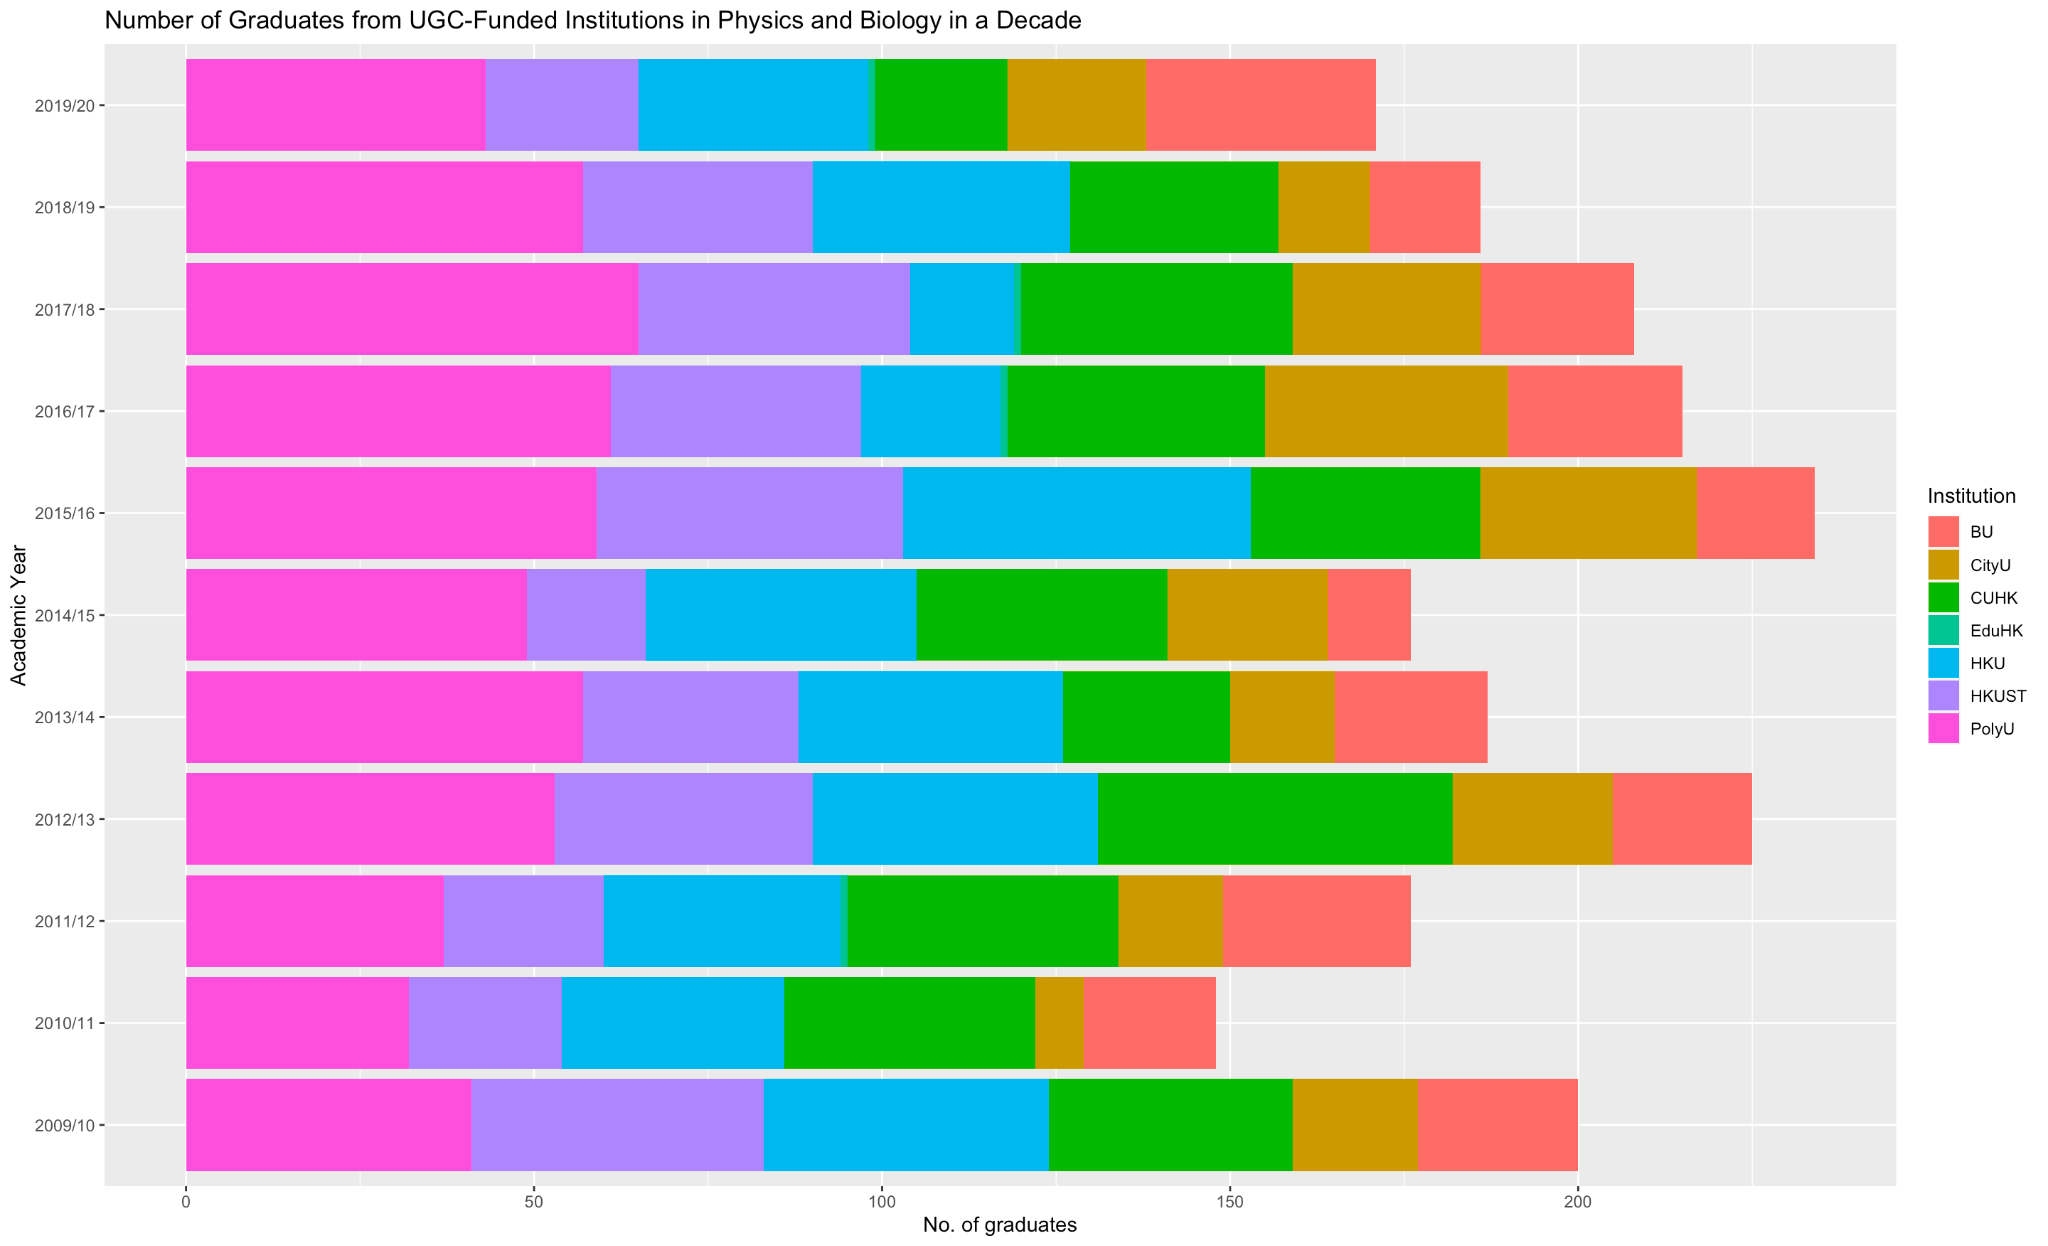 Number of Graduates from UGC-Funded Institutions in Physics and Biology in a Decade
Academic Year
2019/20
2018/19
2017/18
2016/17
2015/16
2014/15
2013/14
2012/13
2011/12
2010/11
2009/10
0 50 100 150 200
No. of graduates
Institution
BU
CityU
CUHK
EduHK
HKU
HKUST
PolyU